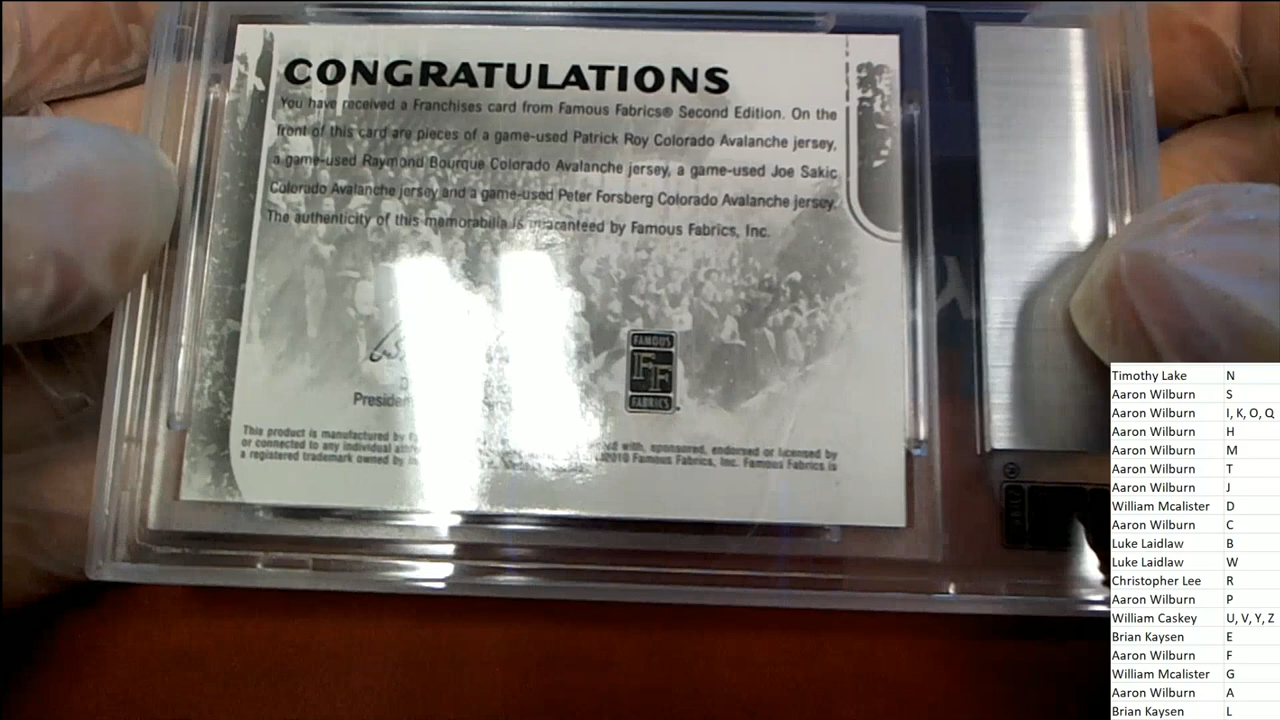 CONGRATULATIONS
You have received a Franchises card from Famous Fabrics® Second Edition. On the
front of this card are pieces of a game-used Patrick Roy Colorado Avalanche jersey,
a game-used Raymond Bourque Colorado Avalanche jersey, a game-used Joe Sakic
Colorado Avalanche jersey and a game-used Peter Forsberg Colorado Avalanche jersey.
The authenticity of this memorabilia is guaranteed by Famous Fabrics, Inc.
FAMOUS
FF
FABRICS
This product is manufactured by with, sponsored, endorsed or licensed by
or connected to any individual ©2010 Famous Fabrics, Inc. Famous Fabrics is
a registered trademark owned by
Timothy Lake N
Aaron Wilburn S
Aaron Wilburn I, K, O, Q
Aaron Wilburn H
Aaron Wilburn M
Aaron Wilburn T
Aaron Wilburn J
William Mcalister D
Aaron Wilburn C
Luke Laidlaw B
Luke Laidlaw W
Christopher Lee R
Aaron Wilburn P
William Caskey U, V, Y, Z
Brian Kaysen E
Aaron Wilburn F
William Mcalister G
Aaron Wilburn A
Brian Kaysen L